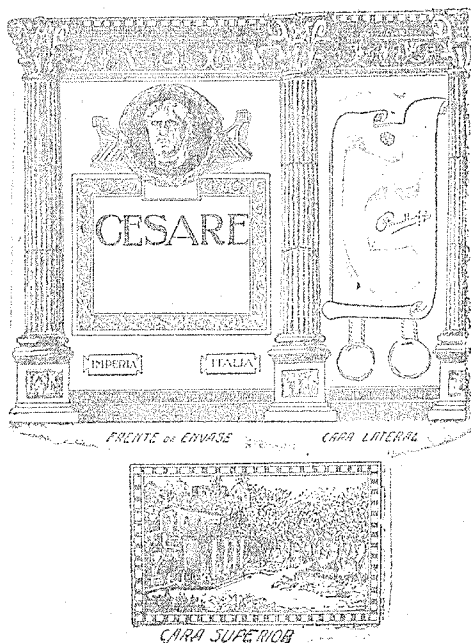 CESARE
IMPERIA
ITALIA
FRENTE DE ENVASE
CARA LATERAL
CARA SUPERIOR